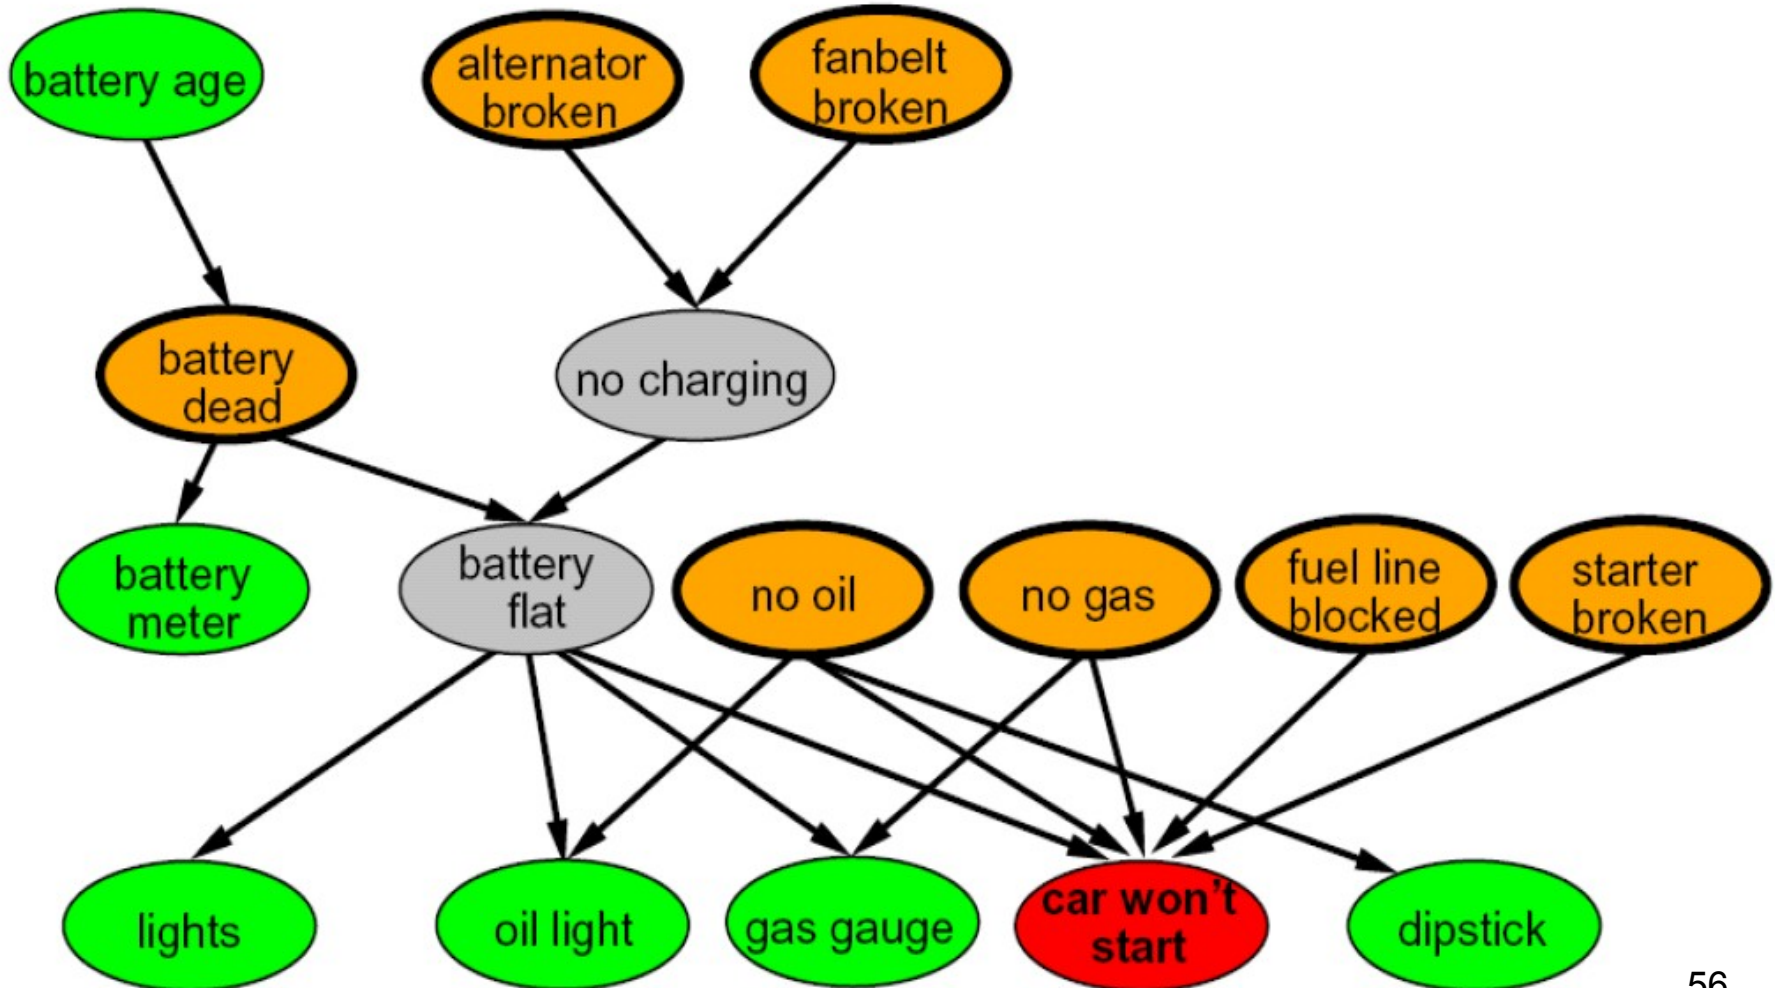 battery age
alternator
broken
fanbelt
broken
battery
dead
no charging
battery
meter
battery
flat
no oil
no gas
fuel line
blocked
starter
broken
lights
oil light
gas gauge
car won't
start
dipstick
56